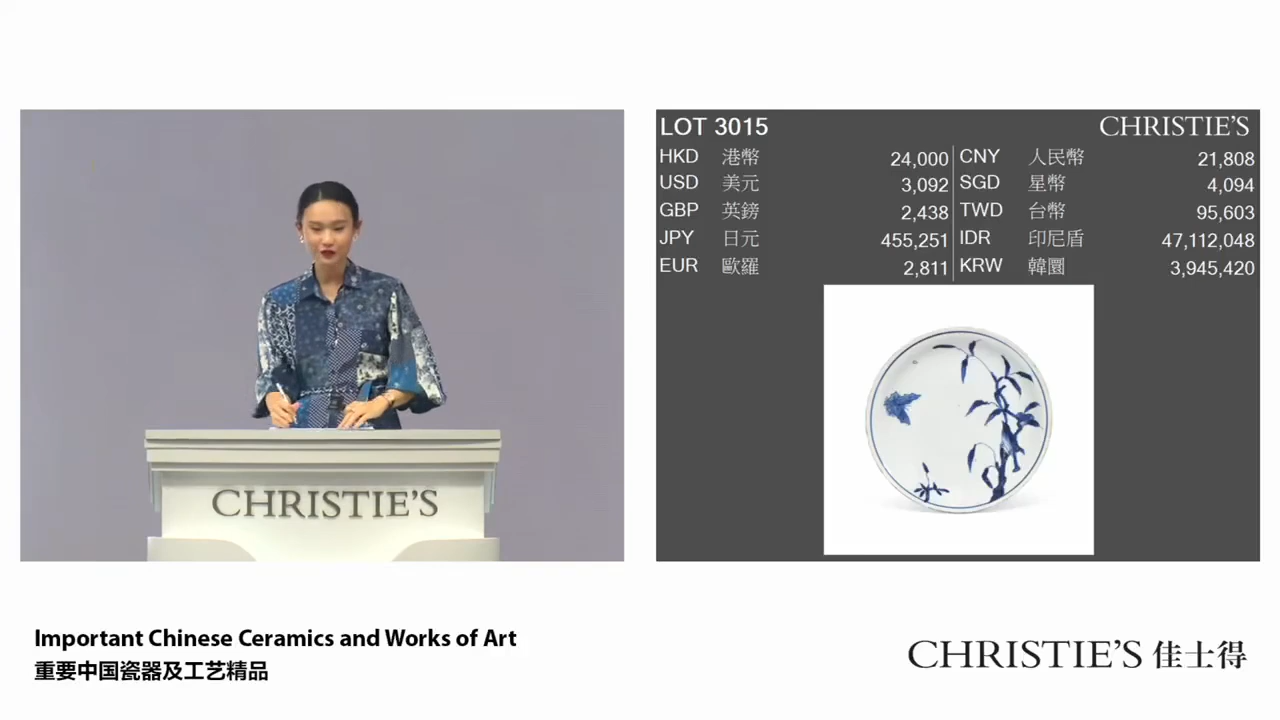 CHRISTIE'S
LOT 3015 CHRISTIE'S
HKD 港幣 24,000 CNY 人民幣 21,808
USD 美元 3,092 SGD 星幣 4,094
GBP 英鎊 2,438 TWD 台幣 95,603
JPY 日元 455,251 IDR 印尼盾 47,112,048
EUR 歐羅 2,811 KRW 韓圜 3,945,420
Important Chinese Ceramics and Works of Art
重要中国瓷器及工艺精品
CHRISTIE'S 佳士得